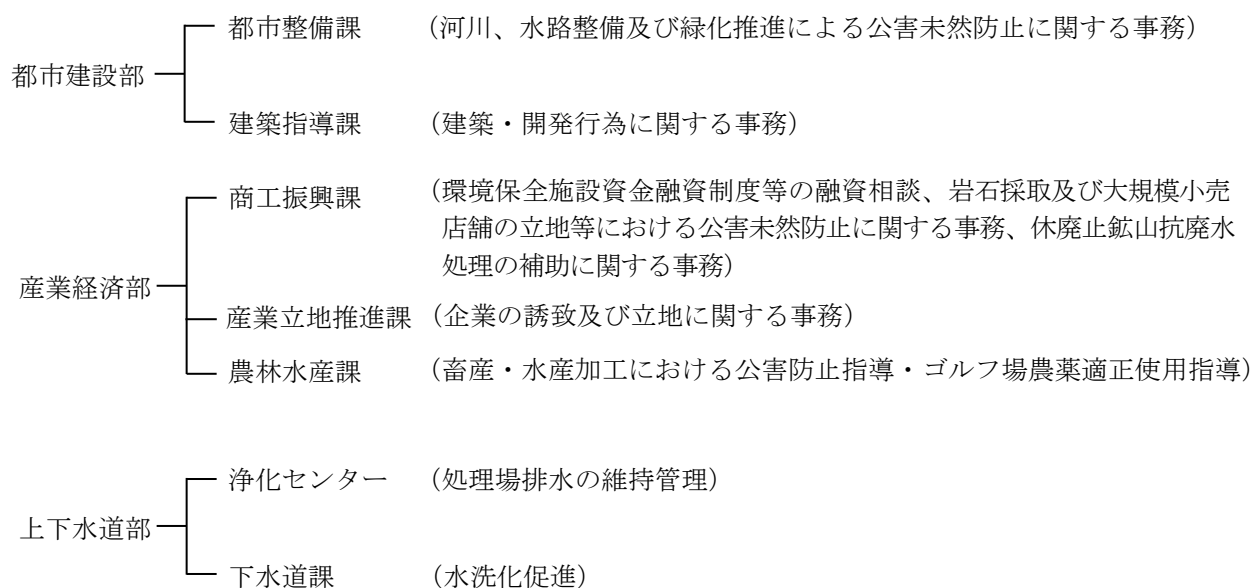 都市整備課 (河川、水路整備及び緑化推進による公害未然防止に関する事務)
都市建設部
建築指導課 (建築・開発行為に関する事務)
商工振興課 (環境保全施設資金融資制度等の融資相談、岩石採取及び大規模小売
店舗の立地等における公害未然防止に関する事務、休廃止鉱山抗廃水
処理の補助に関する事務)
産業経済部
産業立地推進課 (企業の誘致及び立地に関する事務)
農林水産課 (畜産・水産加工における公害防止指導・ゴルフ場農薬適正使用指導)
浄化センター (処理場排水の維持管理)
上下水道部
下水道課 (水洗化促進)